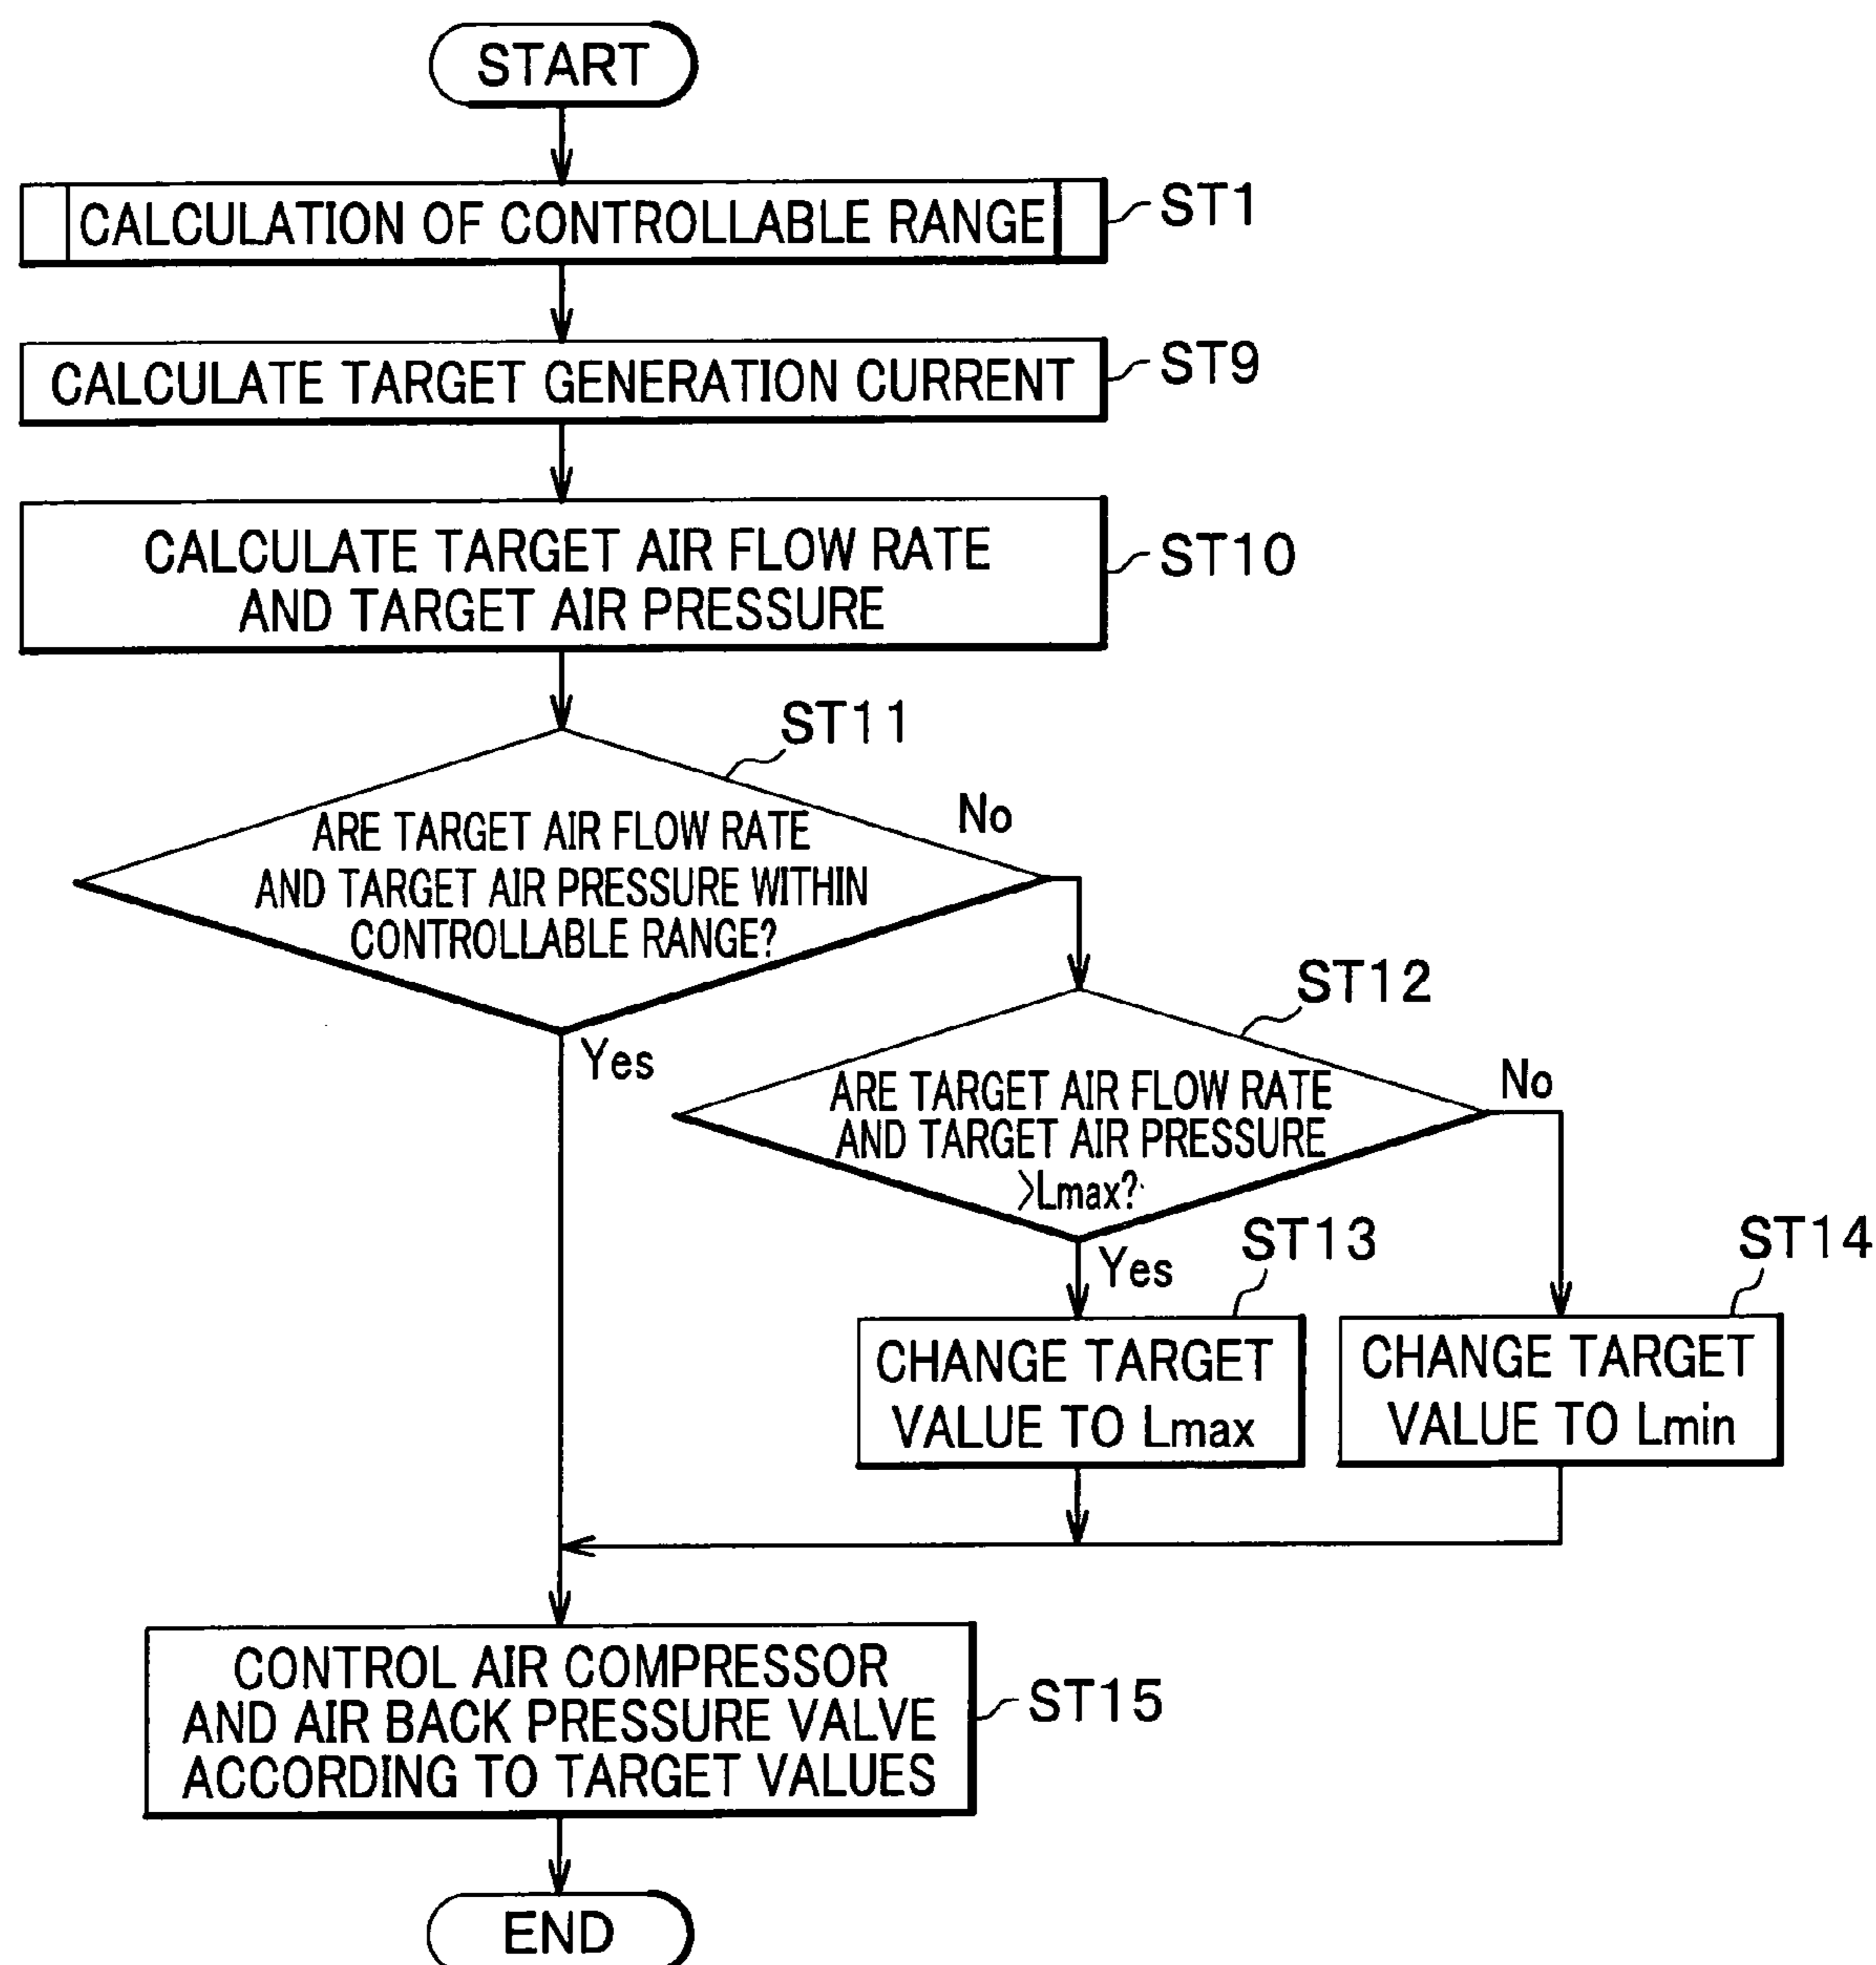 START
CALCULATION OF CONTROLLABLE RANGE
ST1
CALCULATE TARGET GENERATION CURRENT
ST9
CALCULATE TARGET AIR FLOW RATE
AND TARGET AIR PRESSURE
ST10
ST11
ARE TARGET AIR FLOW RATE
AND TARGET AIR PRESSURE WITHIN
CONTROLLABLE RANGE?
No
Yes
ST12
ARE TARGET AIR FLOW RATE
AND TARGET AIR PRESSURE
>Lmax?
No
Yes
ST13
CHANGE TARGET
VALUE TO Lmax
ST14
CHANGE TARGET
VALUE TO Lmin
CONTROL AIR COMPRESSOR
AND AIR BACK PRESSURE VALVE
ACCORDING TO TARGET VALUES
ST15
END